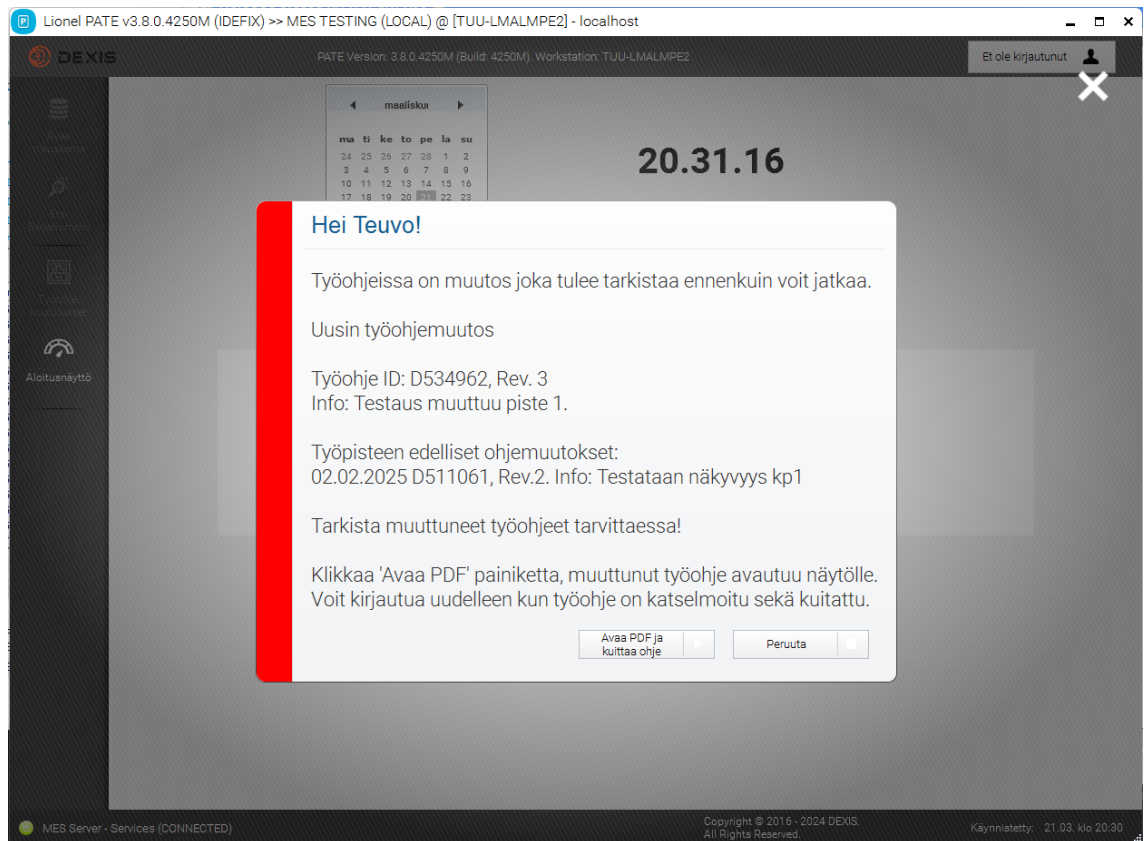 Lionel PATE v3.8.0.4250M (IDEFIX) >> MES TESTING (LOCAL) @ [TUU-LMALMPE2] - localhost
DEXIS
PATE Version: 3.8.0.4250M (Build: 4250M). Workstation: TUU-LMALMPE2
Et ole kirjautunut
maaliskuu
ma ti ke to pe la su
24 25 26 27 28 1 2
3 4 5 6 7 8 9
10 11 12 13 14 15 16
17 18 19 20 21 22 23
20.31.16
Avaa
Etsi
Sarjanumero
Työohje
koulutukset
Aloitusnäyttö
Hei Teuvo!
Työohjeissa on muutos joka tulee tarkistaa ennenkuin voit jatkaa.
Uusin työohjemuutos
Työohje ID: D534962, Rev. 3
Info: Testaus muuttuu piste 1.
Työpisteen edelliset ohjemuutokset:
02.02.2025 D511061, Rev.2. Info: Testataan näkyvyys kp1
Tarkista muuttuneet työohjeet tarvittaessa!
Klikkaa 'Avaa PDF' painiketta, muuttunut työohje avautuu näytölle.
Voit kirjautua uudelleen kun työohje on katselmoitu sekä kuitattu.
Avaa PDF ja
kuittaa ohje
Peruuta
MES Server - Services (CONNECTED)
Copyright © 2016 - 2024 DEXIS.
All Rights Reserved.
Käynnistetty: 21.03. klo 20:30